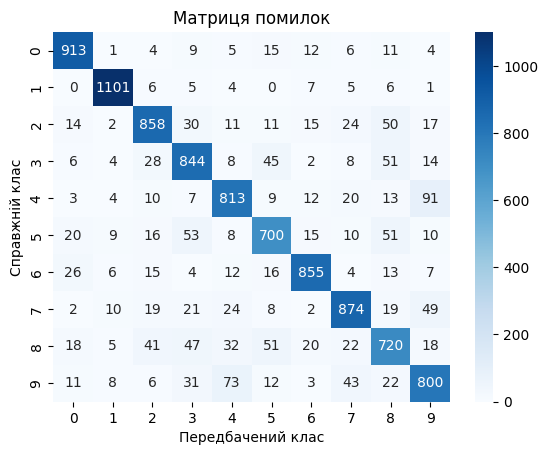 Матриця помилок
0 913 1 4 9 5 15 12 6 11 4
1 0 1101 6 5 4 0 7 5 6 1
2 14 2 858 30 11 11 15 24 50 17
3 6 4 28 844 8 45 2 8 51 14
4 3 4 10 7 813 9 12 20 13 91
5 20 9 16 53 8 700 15 10 51 10
6 26 6 15 4 12 16 855 4 13 7
7 2 10 19 21 24 8 2 874 19 49
8 18 5 41 47 32 51 20 22 720 18
9 11 8 6 31 73 12 3 43 22 800
0 1 2 3 4 5 6 7 8 9
Справжній клас
Передбачений клас
1000
800
600
400
200
0